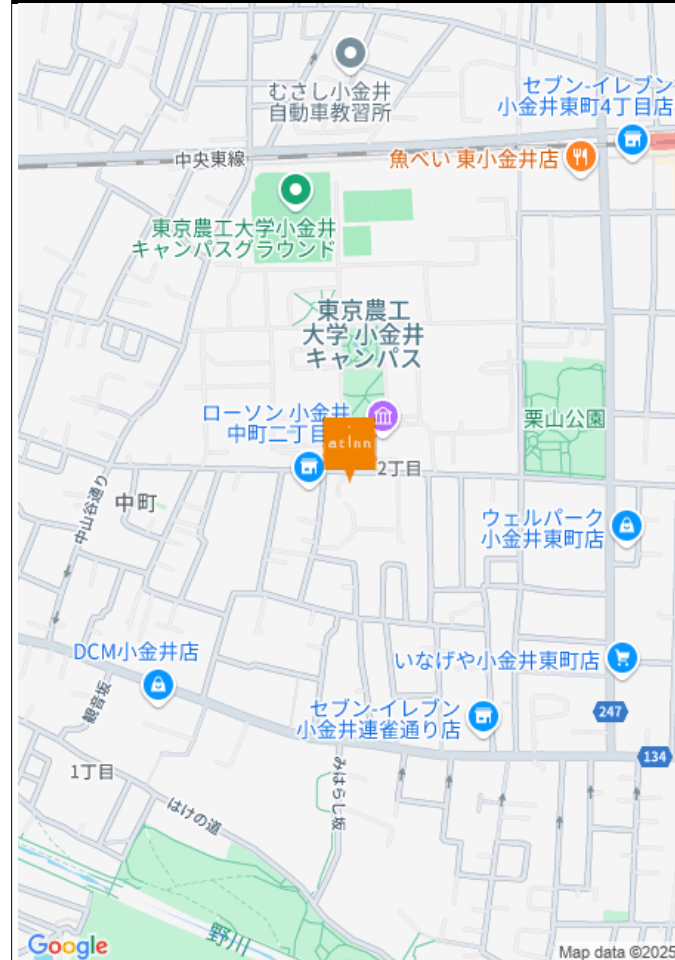 むさし小金井
自動車教習所
セブン-イレブン
小金井東町4丁目店
中央東線
魚べい 東小金井店
東京農工大学小金井
キャンパスグラウンド
東京農工
大学 小金井
キャンパス
ローソン 小金井
中町二丁目
at inn
栗山公園
2丁目
中町
中山谷通り
ウェルパーク
小金井東町店
DCM小金井店
いなげや小金井東町店
観音坂
セブン-イレブン
小金井連雀通り店
247
134
1丁目
みはらし坂
はけの道
野川
Google
Map data ©2025